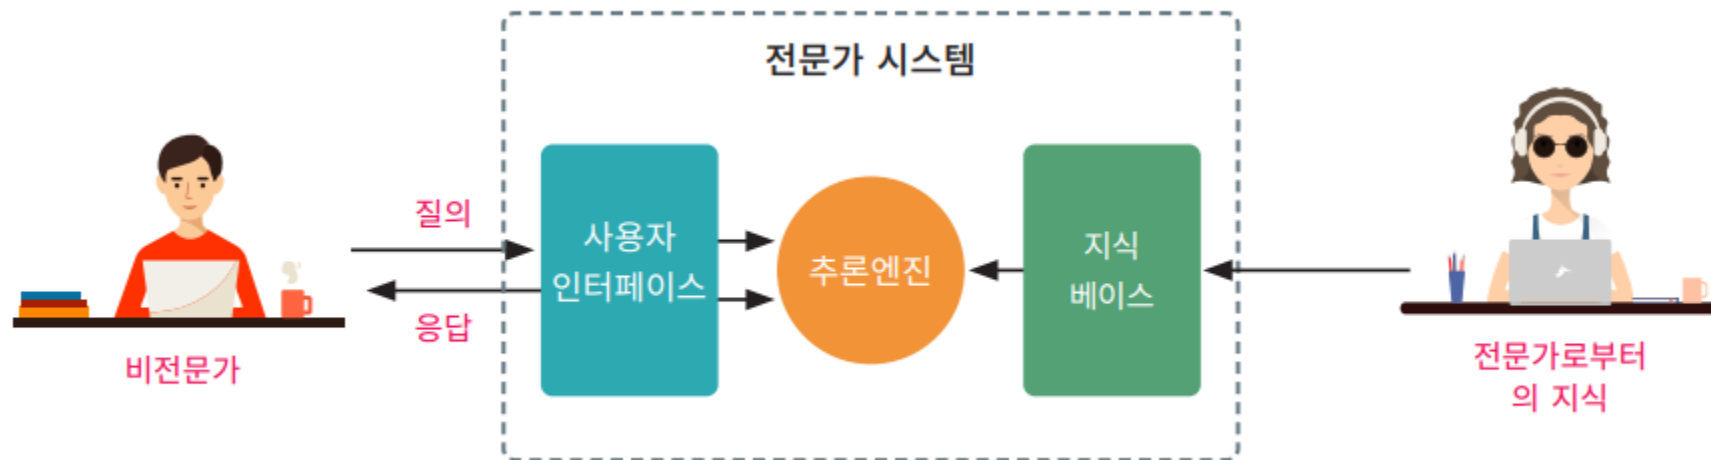 전문가 시스템
질의
응답
비전문가
사용자
인터페이스
추론엔진
지식
베이스
전문가로부터
의 지식